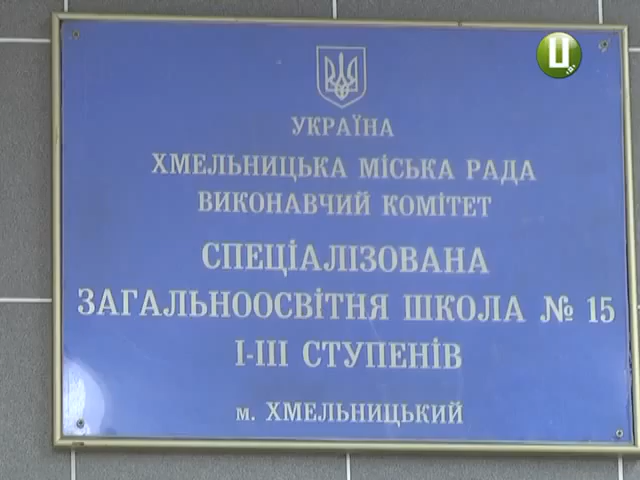 Ц
УКРАЇНА
ХМЕЛЬНИЦЬКА МІСЬКА РАДА
ВИКОНАВЧИЙ КОМІТЕТ
СПЕЦІАЛІЗОВАНА
ЗАГАЛЬНООСВІТНЯ ШКОЛА № 15
І-ІІІ СТУПЕНІВ
м. ХМЕЛЬНИЦЬКИЙ